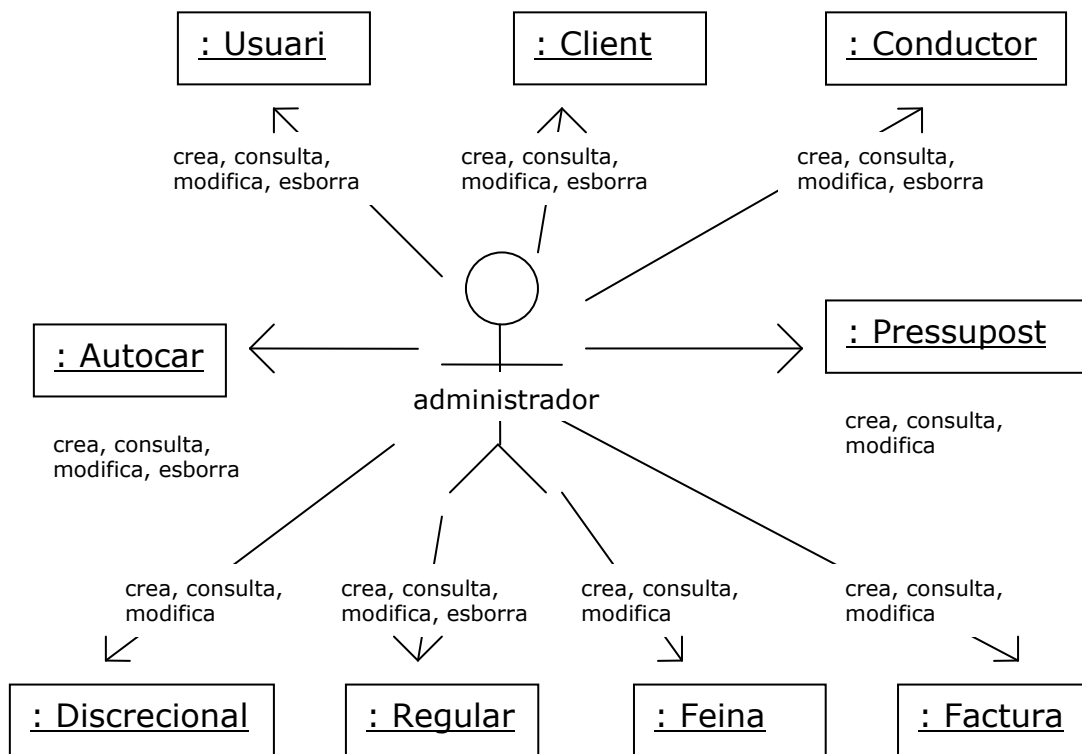 : Usuari
: Client
: Conductor
crea, consulta,
modifica, esborra
crea, consulta,
modifica, esborra
crea, consulta,
modifica, esborra
: Autocar
: Pressupost
administrador
crea, consulta,
modifica, esborra
crea, consulta,
modifica
crea, consulta,
modifica
crea, consulta,
modifica, esborra
crea, consulta,
modifica
crea, consulta,
modifica
: Discrecional
: Regular
: Feina
: Factura